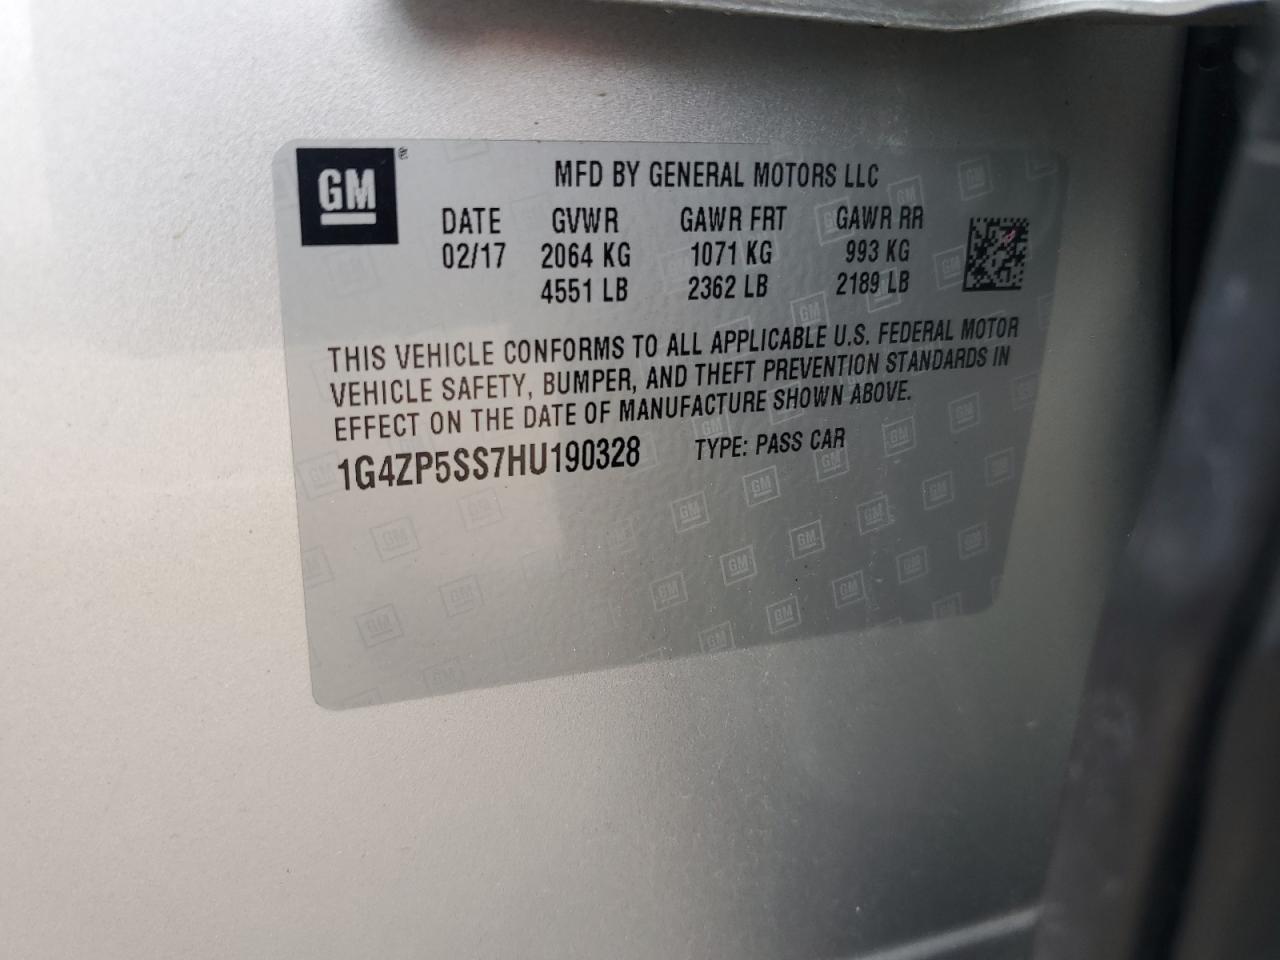 GM ®
MFD BY GENERAL MOTORS LLC
DATE GVWR GAWR FRT GAWR RR
02/17 2064 KG 1071 KG 993 KG
4551 LB 2362 LB 2189 LB
THIS VEHICLE CONFORMS TO ALL APPLICABLE U.S. FEDERAL MOTOR
VEHICLE SAFETY, BUMPER, AND THEFT PREVENTION STANDARDS IN
EFFECT ON THE DATE OF MANUFACTURE SHOWN ABOVE.
1G4ZP5SS7HU190328 TYPE: PASS CAR